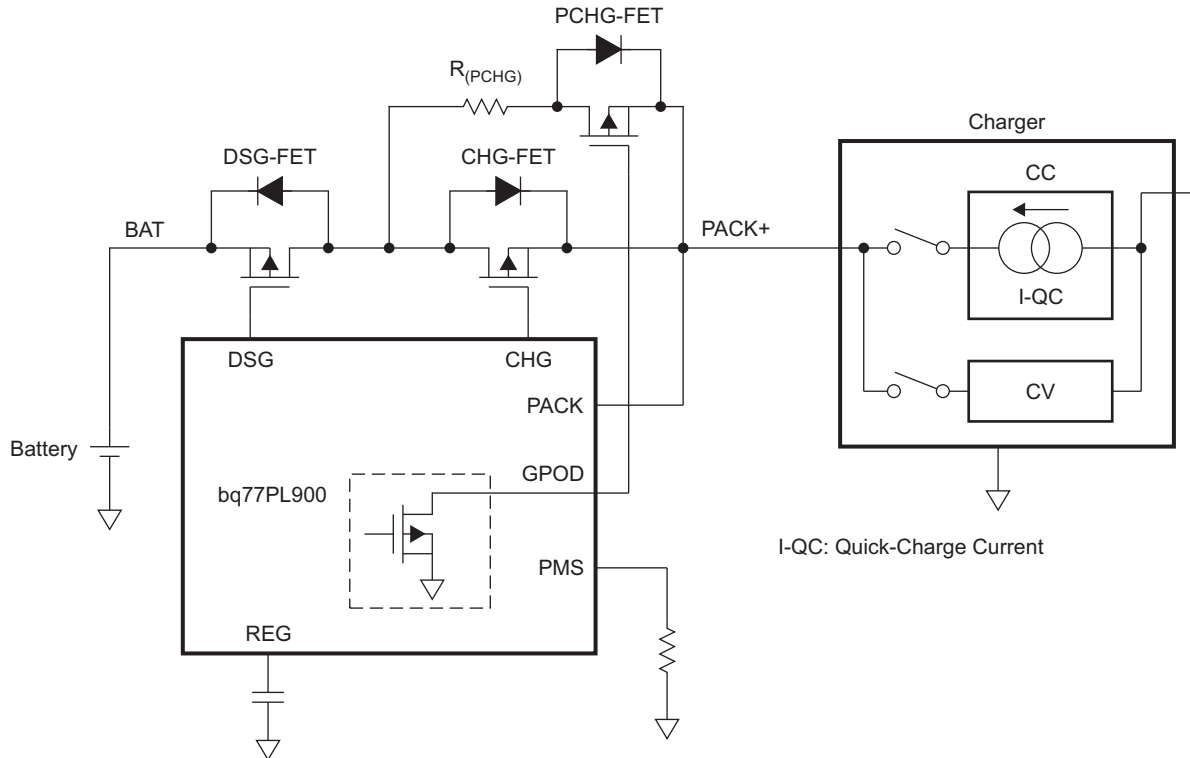 PCHG-FET
R(PCHG)
Charger
DSG-FET
CHG-FET
CC
BAT
PACK+
I-QC
DSG
CHG
PACK
CV
Battery
GPOD
bq77PL900
I-QC: Quick-Charge Current
PMS
REG